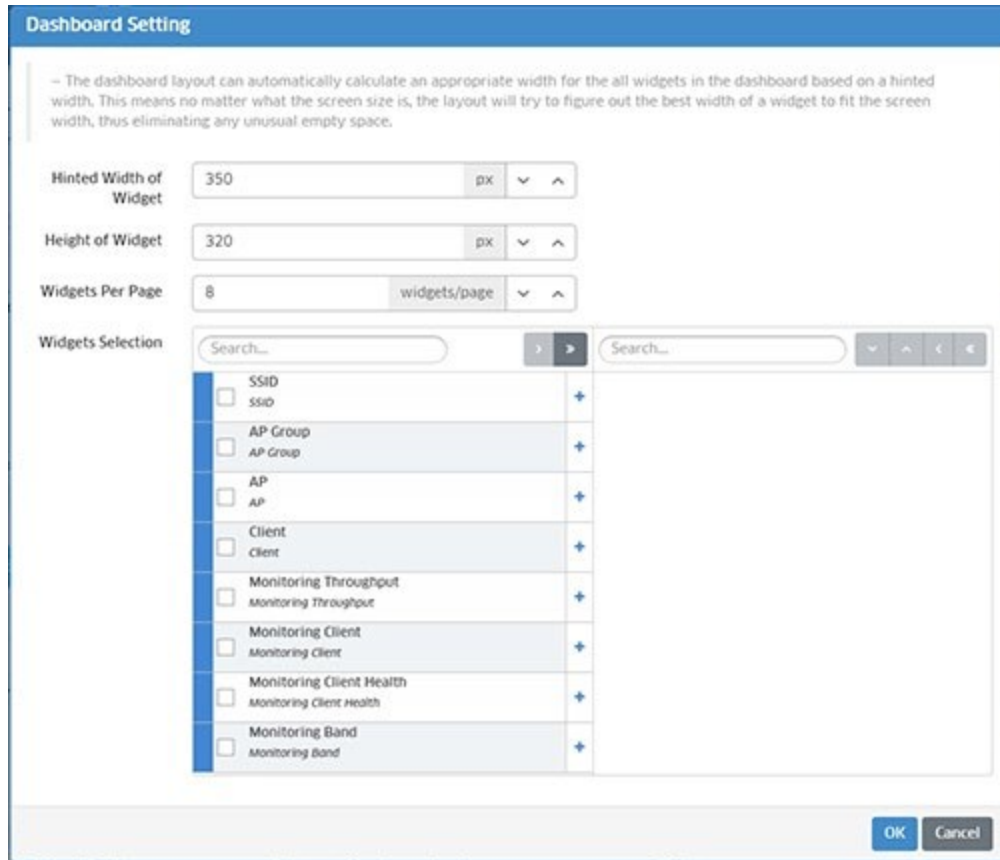 Dashboard Setting
– The dashboard layout can automatically calculate an appropriate width for the all widgets in the dashboard based on a hinted
width. This means no matter what the screen size is, the layout will try to figure out the best width of a widget to fit the screen
width, thus eliminating any unusual empty space.
Hinted Width of
Widget
350 px
Height of Widget 320 px
Widgets Per Page 8 widgets/page
Widgets Selection Search... Search...
SSID
SSID
AP Group
AP Group
AP
AP
Client
Client
Monitoring Throughput
Monitoring Throughput
Monitoring Client
Monitoring Client
Monitoring Client Health
Monitoring Client Health
Monitoring Band
Monitoring Band
OK Cancel